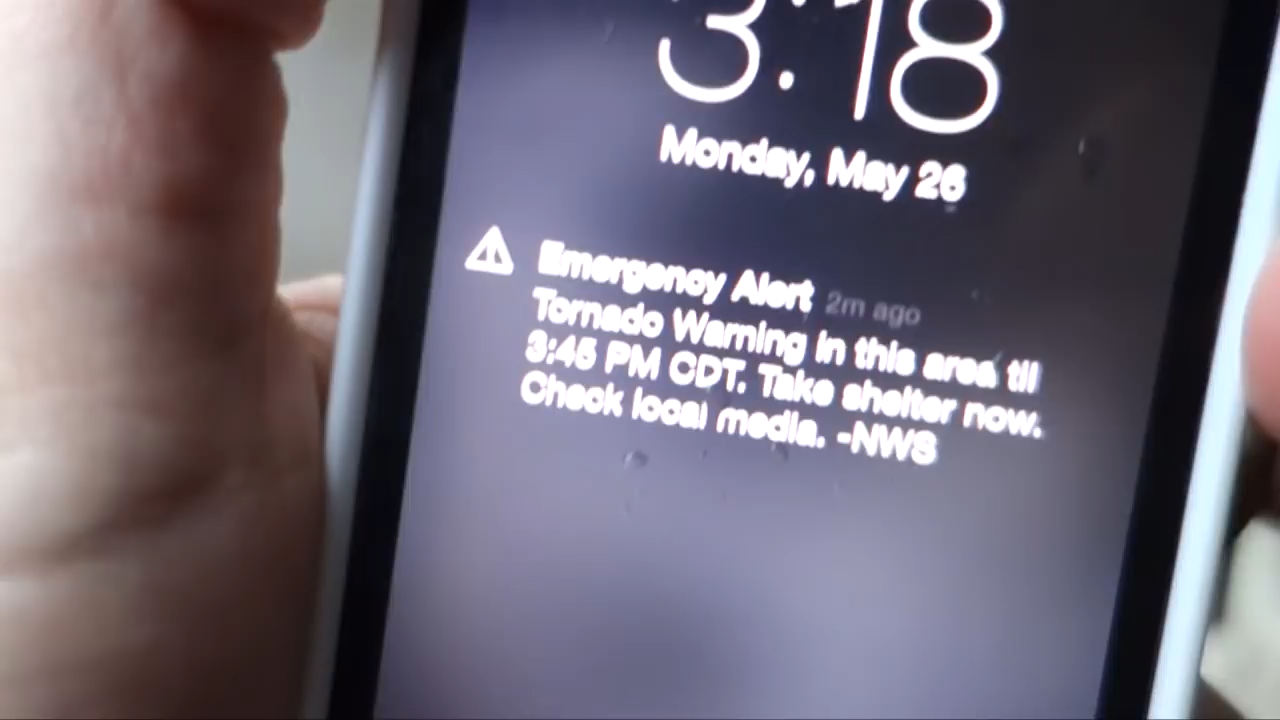 3:18
Monday, May 26
Emergency Alert 2m ago
Tornado Warning in this area til
3:45 PM CDT. Take shelter now.
Check local media. -NWS